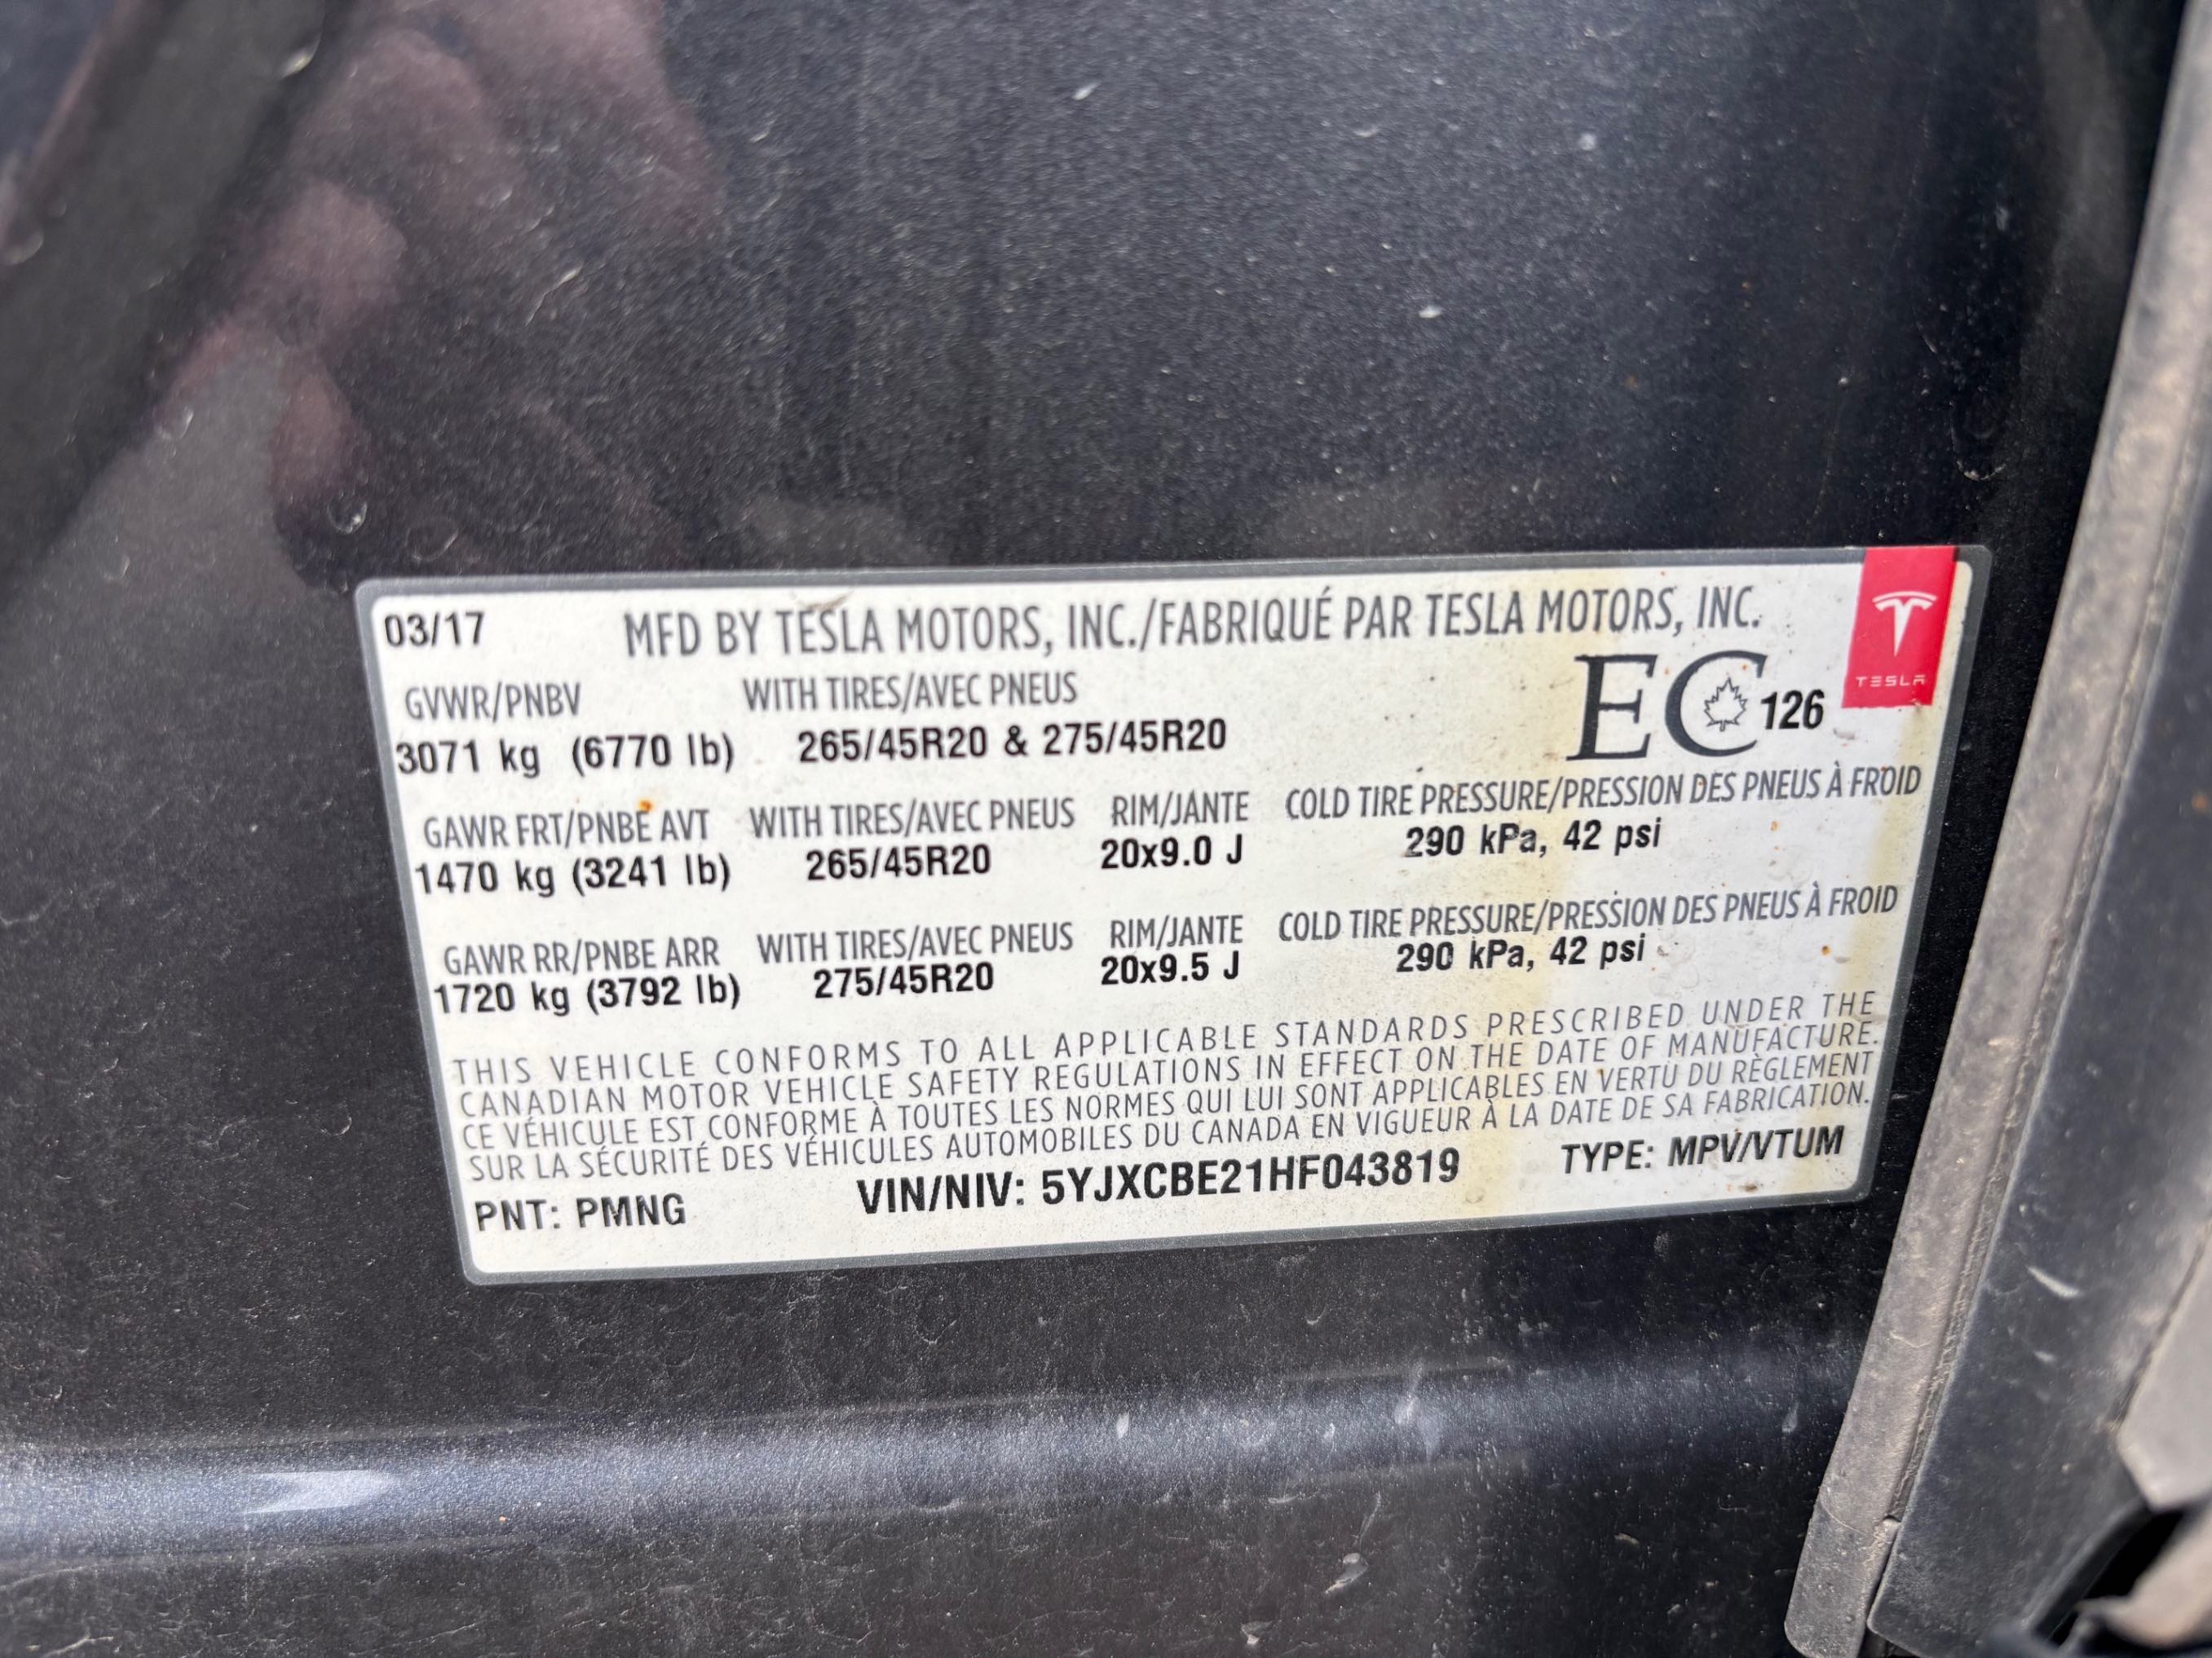 03/17 MFD BY TESLA MOTORS, INC./FABRIQUÉ PAR TESLA MOTORS, INC.
TESLA
GVWR/PNBV WITH TIRES/AVEC PNEUS
3071 kg (6770 lb) 265/45R20 & 275/45R20
EC 126
GAWR FRT/PNBE AVT WITH TIRES/AVEC PNEUS RIM/JANTE COLD TIRE PRESSURE/PRESSION DES PNEUS À FROID
1470 kg (3241 lb) 265/45R20 20x9.0 J 290 kPa, 42 psi
GAWR RR/PNBE ARR WITH TIRES/AVEC PNEUS RIM/JANTE COLD TIRE PRESSURE/PRESSION DES PNEUS À FROID
1720 kg (3792 lb) 275/45R20 20x9.5 J 290 kPa, 42 psi
THIS VEHICLE CONFORMS TO ALL APPLICABLE STANDARDS PRESCRIBED UNDER THE
CANADIAN MOTOR VEHICLE SAFETY REGULATIONS IN EFFECT ON THE DATE OF MANUFACTURE.
CE VÉHICULE EST CONFORME À TOUTES LES NORMES QUI LUI SONT APPLICABLES EN VERTU DU RÈGLEMENT
SUR LA SÉCURITÉ DES VÉHICULES AUTOMOBILES DU CANADA EN VIGUEUR À LA DATE DE SA FABRICATION.
PNT: PMNG VIN/NIV: 5YJXCBE21HF043819 TYPE: MPV/VTUM